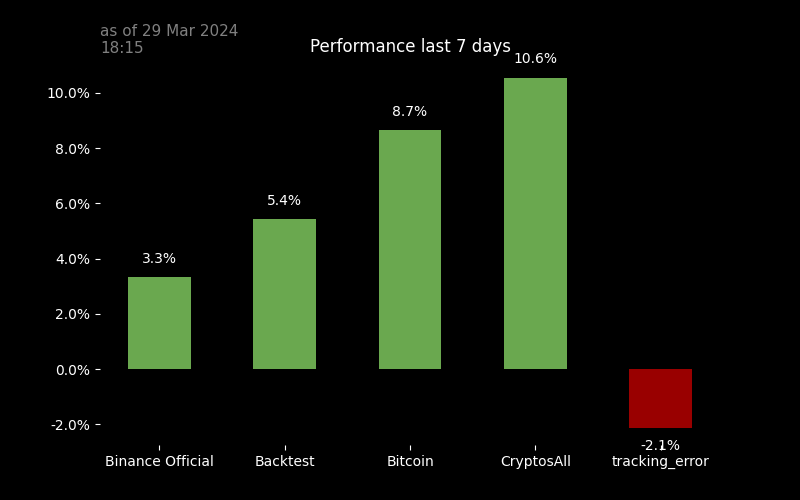 as of 29 Mar 2024
18:15
Performance last 7 days
10.6%
10.0%
8.7%
8.0%
5.4%
6.0%
3.3%
4.0%
2.0%
0.0%
-2.0%
-2.1%
Binance Official
Backtest
Bitcoin
CryptosAll
tracking_error